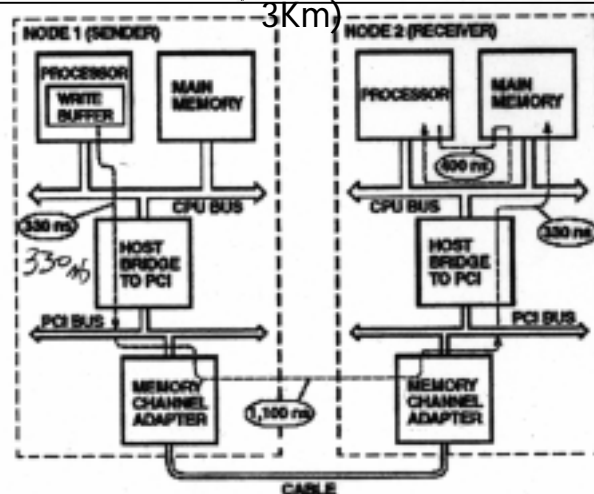 3Km)
NODE 1 (SENDER)
PROCESSOR
WRITE
BUFFER
MAIN
MEMORY
CPU BUS
330 ns
330 ns
HOST
BRIDGE
TO PCI
PCI BUS
MEMORY
CHANNEL
ADAPTER
1,100 ns
CABLE
NODE 2 (RECEIVER)
PROCESSOR
MAIN
MEMORY
400 ns
CPU BUS
330 ns
HOST
BRIDGE
TO PCI
PCI BUS
MEMORY
CHANNEL
ADAPTER